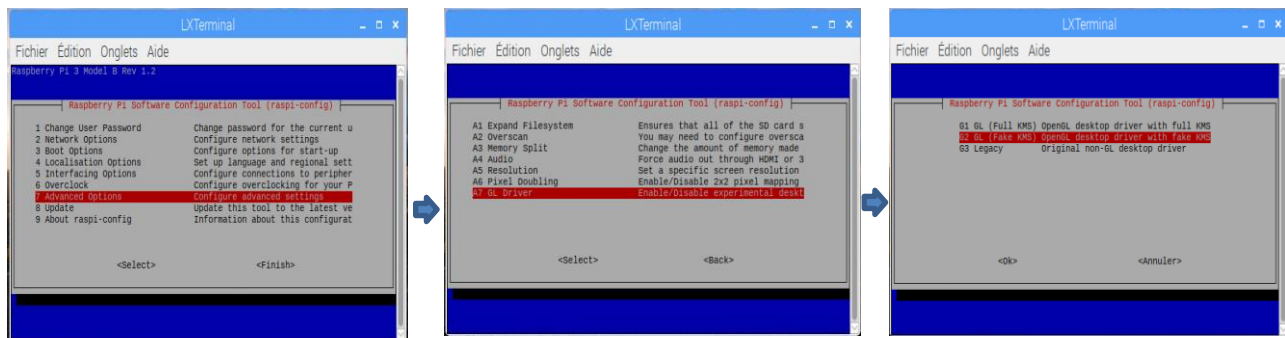 LXTerminal
Fichier Édition Onglets Aide
Raspberry Pi 3 Model B Rev 1.2
Raspberry Pi Software Configuration Tool (raspi-config)
1 Change User Password Change password for the current u
2 Network Options Configure network settings
3 Boot Options Configure options for start-up
4 Localisation Options Set up language and regional sett
5 Interfacing Options Configure connections to peripher
6 Overclock Configure overclocking for your P
7 Advanced Options Configure advanced settings
8 Update Update this tool to the latest ve
9 About raspi-config Information about this configurat
<Select> <Finish>
LXTerminal
Fichier Édition Onglets Aide
Raspberry Pi Software Configuration Tool (raspi-config)
A1 Expand Filesystem Ensures that all of the SD card s
A2 Overscan You may need to configure oversca
A3 Memory Split Change the amount of memory made
A4 Audio Force audio out through HDMI or 3
A5 Resolution Set a specific screen resolution
A6 Pixel Doubling Enable/Disable 2x2 pixel mapping
A7 GL Driver Enable/Disable experimental deskt
<Select> <Back>
LXTerminal
Fichier Édition Onglets Aide
Raspberry Pi Software Configuration Tool (raspi-config)
G1 GL (Full KMS) OpenGL desktop driver with full KMS
G2 GL (Fake KMS) OpenGL desktop driver with fake KMS
G3 Legacy Original non-GL desktop driver
<Ok> <Annuler>